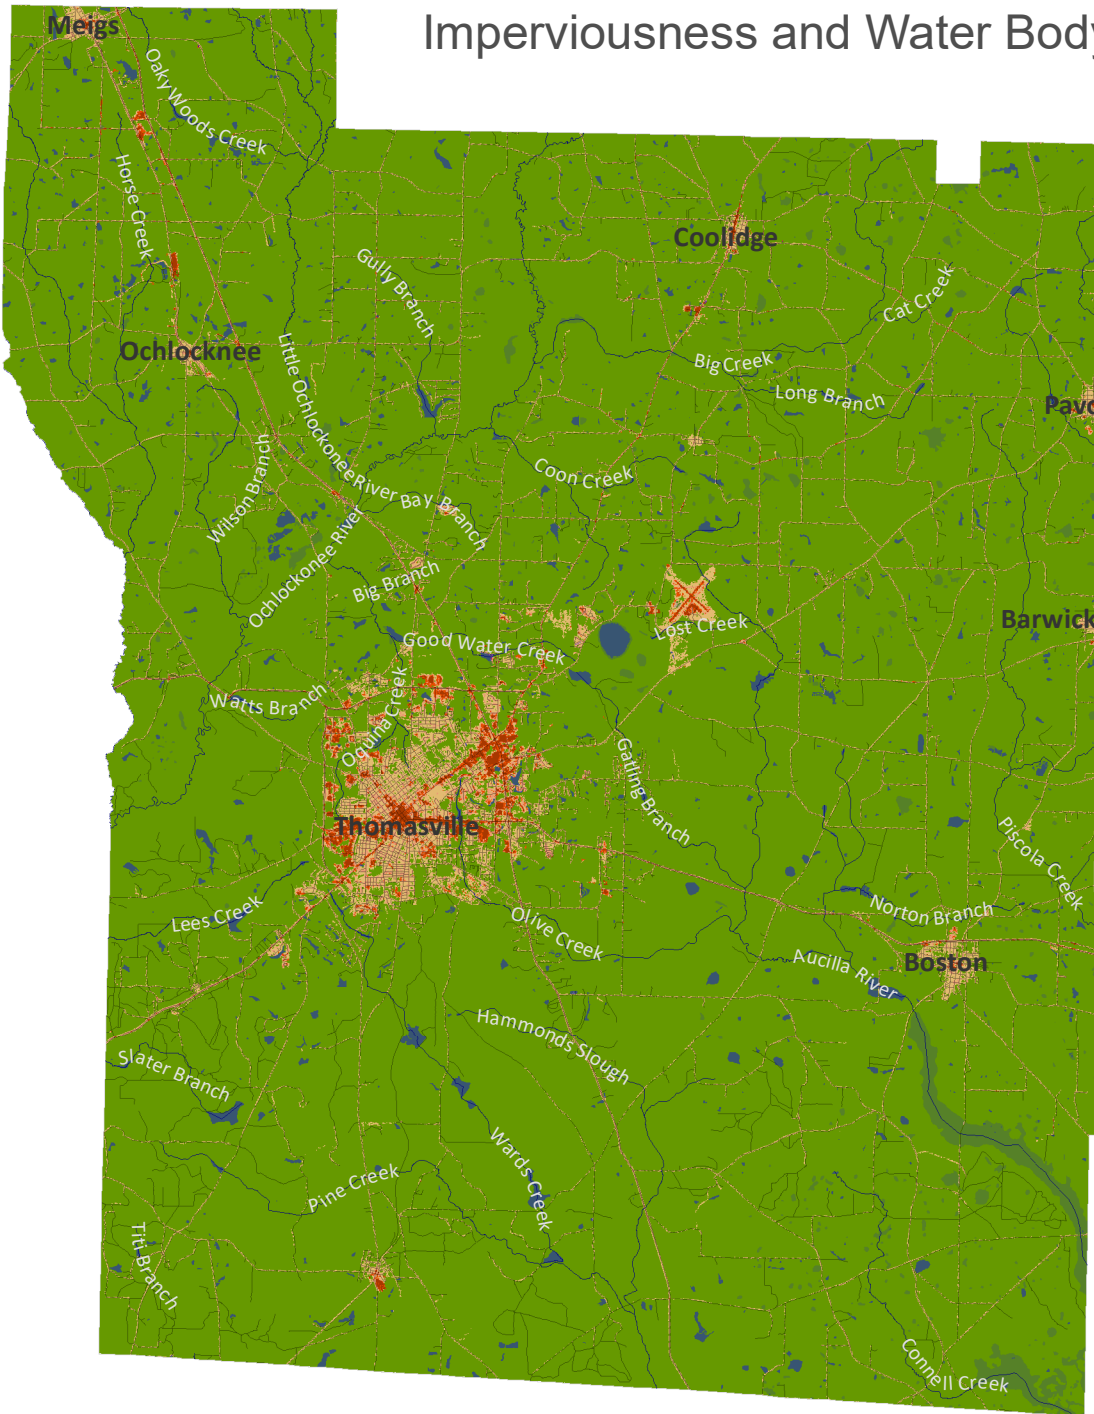 Imperviousness and Water Body
Meigs
Oaky Woods Creek
Horse Creek
Coolidge
Gully Branch
Cat Creek
Ochlocknee
Little Ochlockonee River
Big Creek
Long Branch
Pavo
Wilson Branch
Coon Creek
Bay Branch
Ochlockonee River
Big Branch
Barwick
Lost Creek
Good Water Creek
Watts Branch
Oquina Creek
Gatling Branch
Thomasville
Piscola Creek
Lees Creek
Olive Creek
Norton Branch
Aucilla River
Boston
Hammonds Slough
Slater Branch
Wards Creek
Pine Creek
Titi Branch
Connell Creek